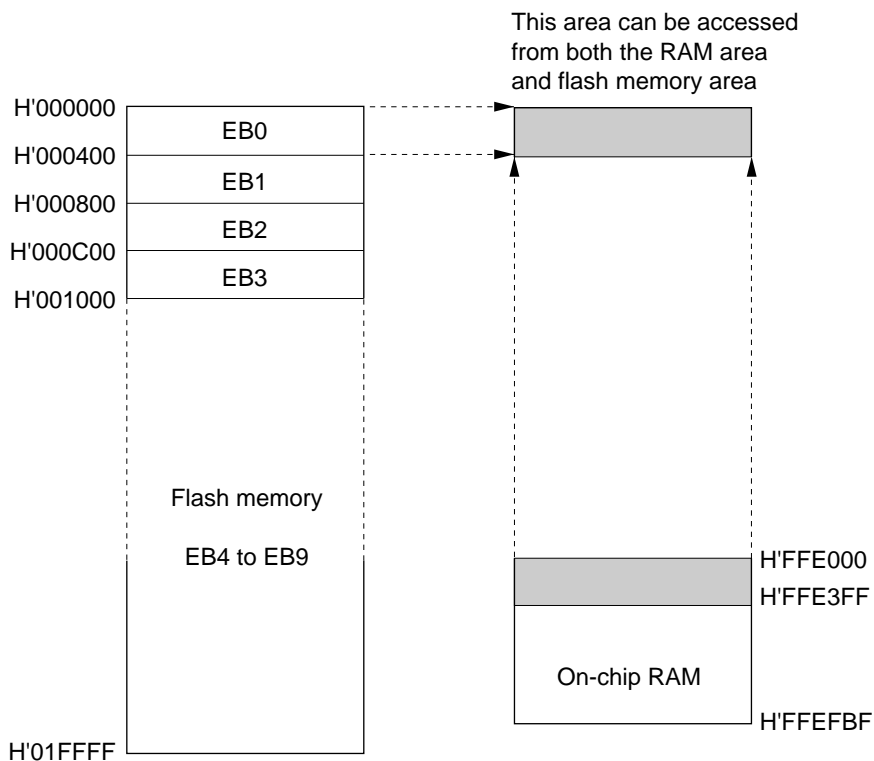 This area can be accessed
from both the RAM area
and flash memory area
H'000000
EB0
H'000400
EB1
H'000800
EB2
H'000C00
EB3
H'001000
Flash memory
EB4 to EB9
H'FFE000
H'FFE3FF
On-chip RAM
H'FFEFBF
H'01FFFF